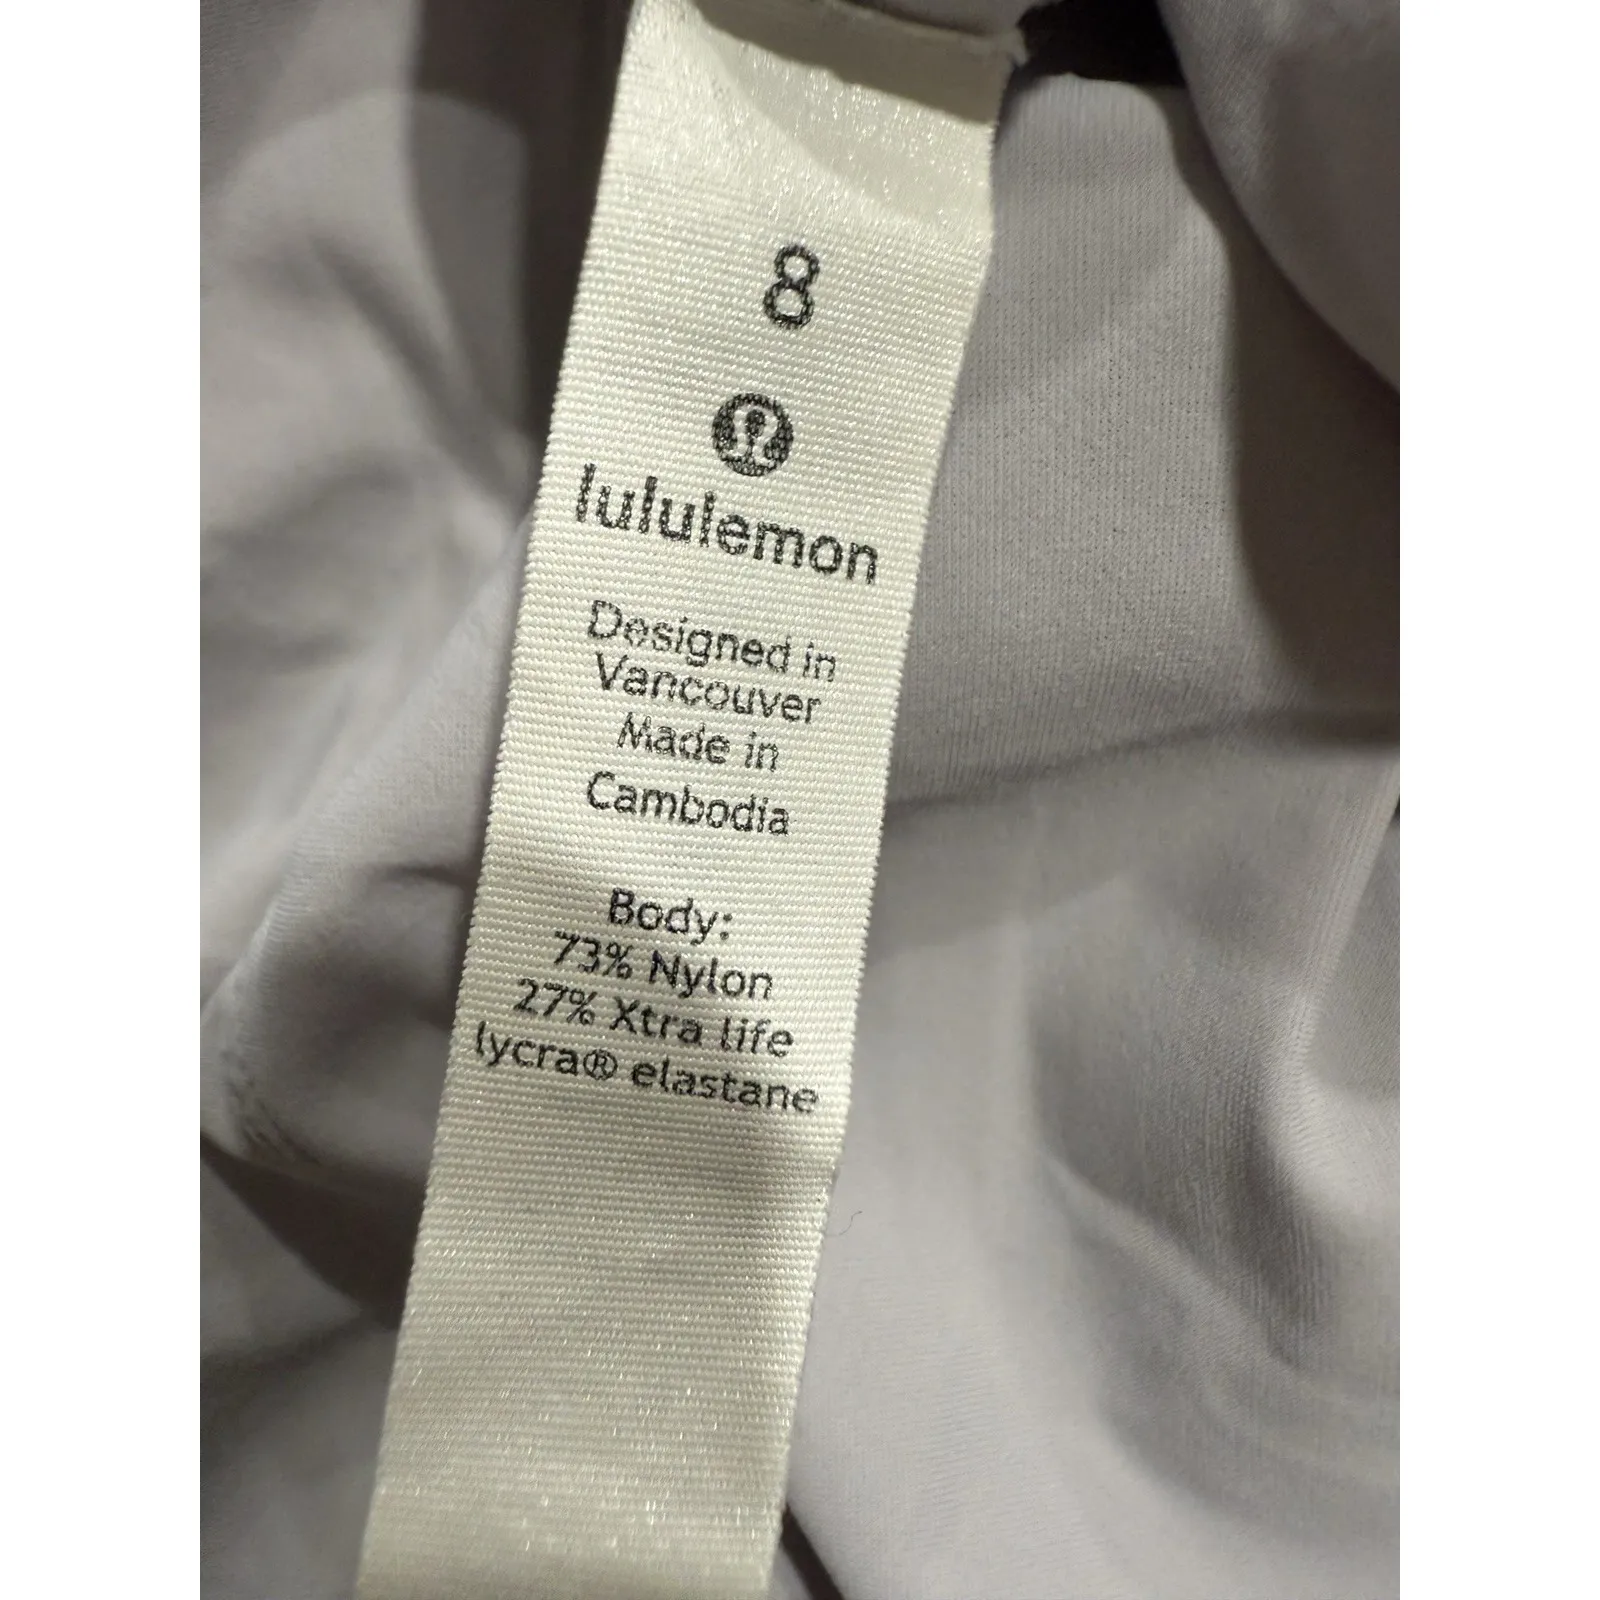 8
lululemon
Designed in
Vancouver
Made in
Cambodia
Body:
73% Nylon
27% Xtra life
lycra® elastane